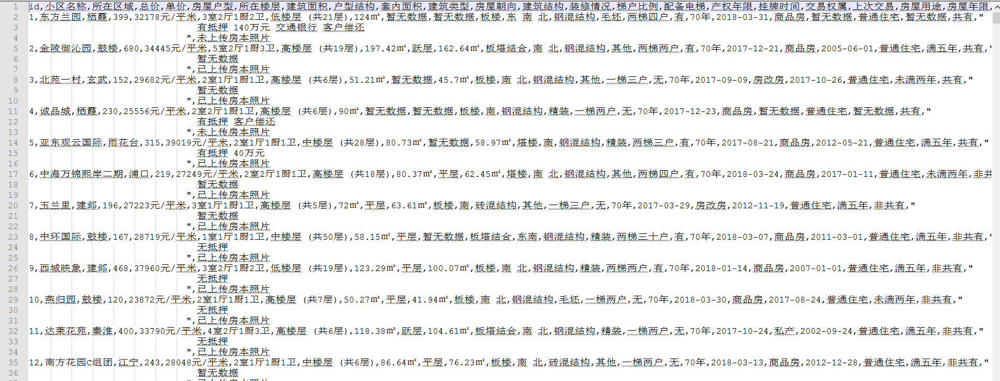 1 id,小区名称,所在区域,总价,单价,房屋户型,所在楼层,建筑面积,户型结构,套内面积,建筑类型,房屋朝向,建筑结构,装修情况,梯户比例,配备电梯,产权年限,挂牌时间,交易权属,上次交易,房屋用途,房屋年限,
2 1,东方兰园,栖霞,399,32178元/平米,3室2厅1厨2卫,低楼层 (共21层),124㎡,暂无数据,暂无数据,板楼,东 南 北,钢混结构,毛坯,两梯四户,有,70年,2018-03-31,商品房,暂无数据,普通住宅,暂无数据,共有,"
3 有抵押 140万元 交通银行 客户偿还
4 ",未上传房本照片
5 2,金陵御沁园,鼓楼,680,34445元/平米,5室2厅1厨3卫,高楼层 (共19层),197.42㎡,跃层,162.64㎡,板塔结合,南 北,钢混结构,其他,两梯两户,有,70年,2017-12-21,商品房,2005-06-01,普通住宅,满五年,共有,"
6 暂无数据
7 ",已上传房本照片
8 3,北苑一村,玄武,152,29682元/平米,2室1厅1厨1卫,高楼层 (共6层),51.21㎡,暂无数据,45.7㎡,板楼,南 北,钢混结构,其他,一梯三户,无,70年,2017-09-09,房改房,2017-10-26,普通住宅,未满两年,共有,"
9 暂无数据
10 ",已上传房本照片
11 4,诚品城,栖霞,230,25556元/平米,2室2厅1厨1卫,高楼层 (共6层),90㎡,暂无数据,暂无数据,板楼,南,钢混结构,精装,一梯两户,无,70年,2017-12-23,商品房,暂无数据,普通住宅,暂无数据,共有,"
12 有抵押 客户偿还
13 ",未上传房本照片
14 5,亚东观云国际,雨花台,315,39019元/平米,2室1厅1厨1卫,中楼层 (共28层),80.73㎡,暂无数据,58.97㎡,塔楼,南,钢混结构,精装,两梯三户,有,70年,2017-08-21,商品房,2012-05-21,普通住宅,满五年,共有,"
15 有抵押 40万元
16 ",已上传房本照片
17 6,中海万锦熙岸二期,浦口,219,27249元/平米,2室2厅1厨1卫,高楼层 (共18层),80.37㎡,平层,62.45㎡,塔楼,南 北,钢混结构,其他,两梯四户,有,70年,2018-03-24,商品房,2017-01-11,普通住宅,未满两年,非共
18 暂无数据
19 ",已上传房本照片
20 7,玉兰里,建邺,196,27223元/平米,3室1厅1厨1卫,高楼层 (共5层),72㎡,平层,63.61㎡,板楼,南,砖混结构,其他,一梯三户,无,70年,2017-03-29,房改房,2012-11-19,普通住宅,满五年,非共有,"
21 暂无数据
22 ",已上传房本照片
23 8,中环国际,鼓楼,167,28719元/平米,1室1厅1厨1卫,中楼层 (共50层),58.15㎡,平层,暂无数据,板塔结合,东南,钢混结构,精装,两梯三十户,有,70年,2018-03-07,商品房,2011-03-01,普通住宅,满五年,非共有,"
24 无抵押
25 ",已上传房本照片
26 9,西城映象,建邺,468,37960元/平米,3室2厅1厨2卫,低楼层 (共19层),123.29㎡,平层,100.07㎡,板楼,南 北,钢混结构,精装,两梯两户,有,70年,2018-01-14,商品房,2007-01-01,普通住宅,满五年,非共有,"
27 无抵押
28 ",已上传房本照片
29 10,燕归园,鼓楼,120,23872元/平米,2室1厅1厨1卫,高楼层 (共7层),50.27㎡,平层,41.94㎡,板楼,南 北,钢混结构,毛坯,一梯两户,无,70年,2018-03-30,商品房,2017-08-24,普通住宅,未满两年,非共有,"
30 无抵押
31 ",已上传房本照片
32 11,达莱花苑,秦淮,400,33790元/平米,4室2厅1厨3卫,高楼层 (共6层),118.38㎡,跃层,104.61㎡,板塔结合,南 北,钢混结构,精装,一梯两户,无,70年,2017-10-24,私产,2002-09-24,普通住宅,满五年,非共有,"
33 无抵押
34 ",已上传房本照片
35 12,南方花园C组团,江宁,243,28048元/平米,2室1厅1厨1卫,中楼层 (共6层),86.64㎡,平层,76.23㎡,板楼,南 北,砖混结构,其他,一梯两户,无,70年,2018-03-13,商品房,2012-12-28,普通住宅,满五年,非共有,"
36 暂无数据